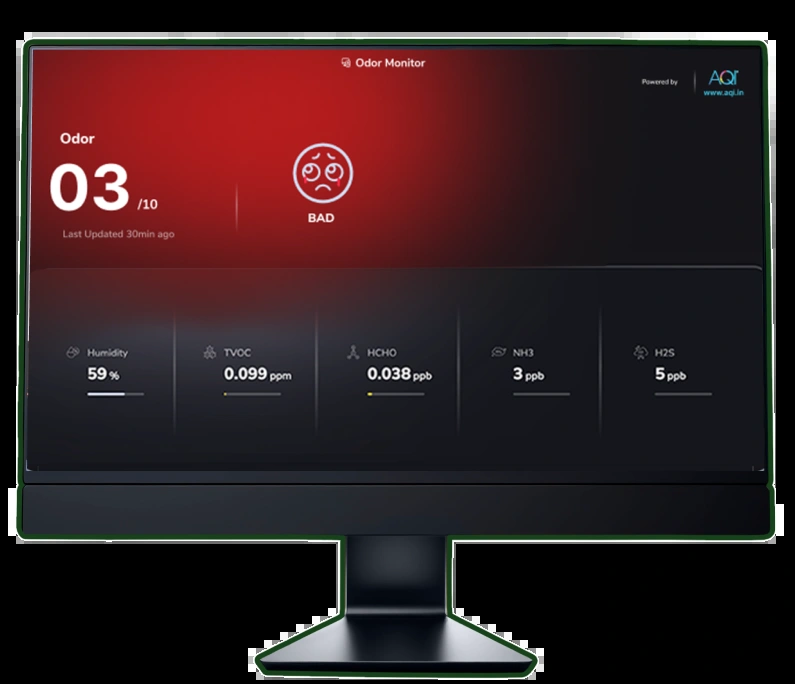 Odor Monitor
Powered by
AQI
www.aqi.in
Odor
03 /10
BAD
Last Updated 30min ago
Humidity
59 %
TVOC
0.099 ppm
HCHO
0.038 ppb
NH3
3 ppb
H2S
5 ppb